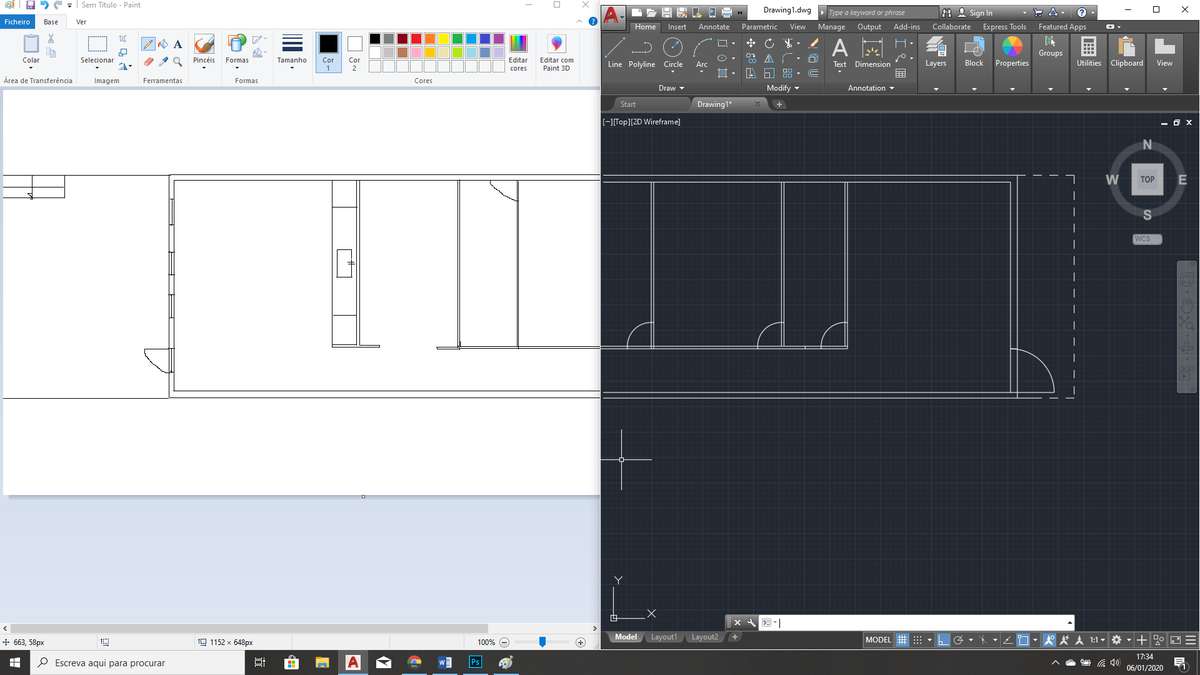 Sem Título - Paint
Ficheiro Base Ver
Colar
Selecionar
A
Pincéis
Formas
Tamanho
Cor 1
Cor 2
Editar cores
Editar com Paint 3D
Área de Transferência Imagem Ferramentas Formas Cores
663, 58px
1152 × 648px
100%
Escreva aqui para procurar
A
Drawing1.dwg
Type a keyword or phrase
Sign In
Home Insert Annotate Parametric View Manage Output Add-ins Collaborate Express Tools Featured Apps
Line Polyline Circle Arc
Text Dimension
Layers Block Properties Groups Utilities Clipboard View
Draw Modify Annotation
Start Drawing1*
[−][Top][2D Wireframe]
N
W TOP E
S
WCS
Y
X
Model Layout1 Layout2
MODEL
1:1
W
Ps
17:34
06/01/2020
1